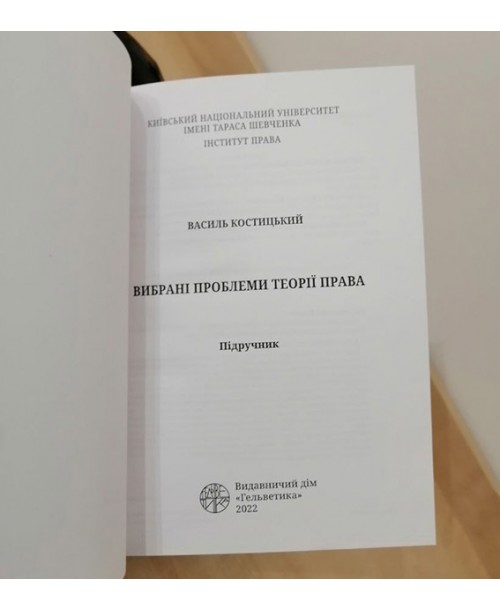 КИЇВСЬКИЙ НАЦІОНАЛЬНИЙ УНІВЕРСИТЕТ
ІМЕНІ ТАРАСА ШЕВЧЕНКА
ІНСТИТУТ ПРАВА
ВАСИЛЬ КОСТИЦЬКИЙ
ВИБРАНІ ПРОБЛЕМИ ТЕОРІЇ ПРАВА
Підручник
Видавничий дім
«Гельветика»
2022